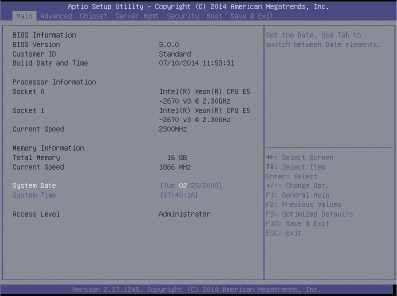 Aptio Setup Utility - Copyright (C) 2014 American Megatrends, Inc.
Main Advanced Chipset Server Mgmt Security Boot Save & Exit
BIOS Information
BIOS Version 3.0.0
Customer ID Standard
Build Date and Time 07/10/2014 11:53:31
Processor Information
Socket 0 Intel(R) Xeon(R) CPU E5
-2670 v3 @ 2.30GHz
Socket 1 Intel(R) Xeon(R) CPU E5
-2670 v3 @ 2.30GHz
Current Speed 2300MHz
Memory Information
Total Memory 16 GB
Current Speed 1866 MHz
System Date
System Time
Access Level Administrator
Set the Date. Use Tab to
switch between Date elements.
Select Screen
Select Item
Enter: Select
+/-: Change Opt.
F1: General Help
F2: Previous Values
F3: Optimized Defaults
F10: Save & Exit
ESC: Exit
Version 2.17.1245. Copyright (C) 2014 American Megatrends, Inc.